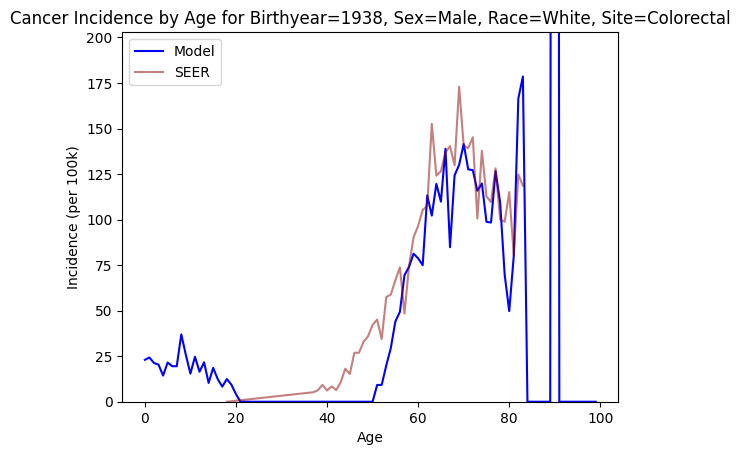 Cancer Incidence by Age for Birthyear=1938, Sex=Male, Race=White, Site=Colorectal
Model
SEER
Incidence (per 100k)
200
175
150
125
100
75
50
25
0
0 20 40 60 80 100
Age